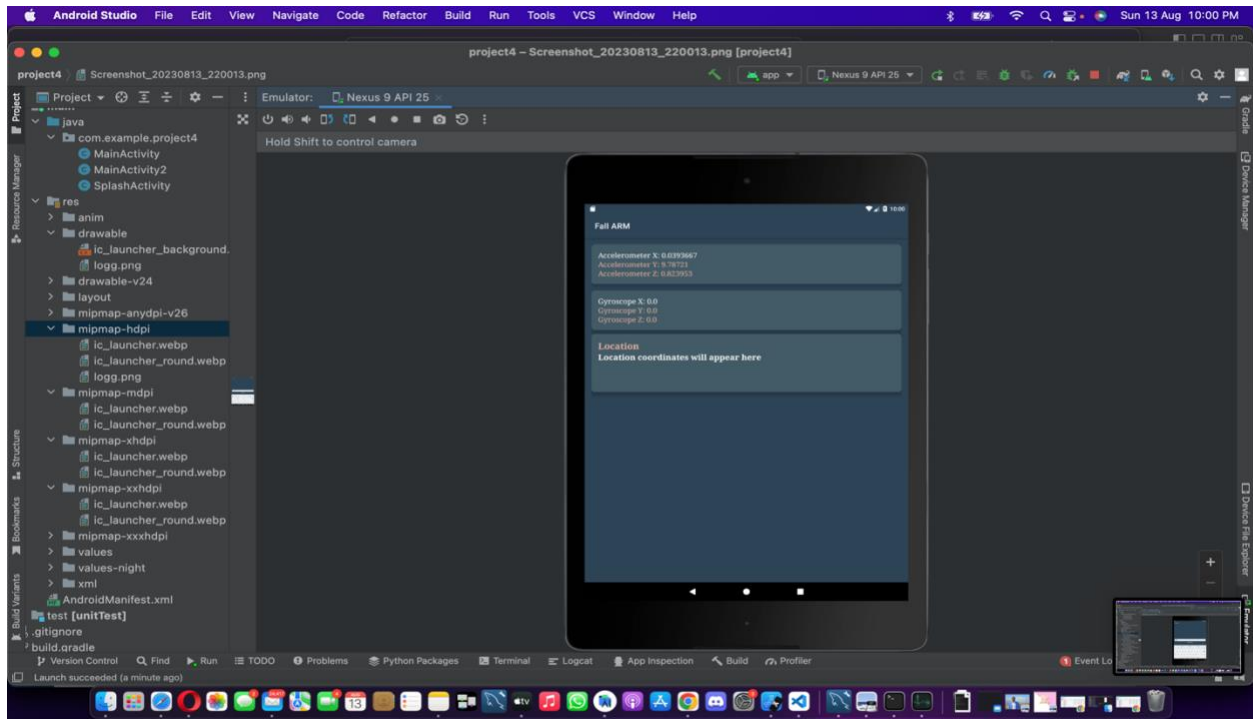 Android Studio File Edit View Navigate Code Refactor Build Run Tools VCS Window Help Sun 13 Aug 10:00 PM
project4 – Screenshot_20230813_220013.png [project4]
project4 Screenshot_20230813_220013.png app Nexus 9 API 25
Project Emulator: Nexus 9 API 25
java
Hold Shift to control camera
com.example.project4
MainActivity
MainActivity2
SplashActivity
res
anim
drawable
ic_launcher_background.
logg.png
drawable-v24
layout
mipmap-anydpi-v26
mipmap-hdpi
ic_launcher.webp
ic_launcher_round.webp
logg.png
mipmap-mdpi
ic_launcher.webp
ic_launcher_round.webp
mipmap-xhdpi
ic_launcher.webp
ic_launcher_round.webp
mipmap-xxhdpi
ic_launcher.webp
ic_launcher_round.webp
mipmap-xxxhdpi
values
values-night
xml
AndroidManifest.xml
test [unitTest]
.gitignore
build.gradle
10:00
Fall ARM
Accelerometer X: 0.0393667
Accelerometer Y: 9.78721
Accelerometer Z: 0.823953
Gyroscope X: 0.0
Gyroscope Y: 0.0
Gyroscope Z: 0.0
Location
Location coordinates will appear here
Project
Resource Manager
Structure
Bookmarks
Build Variants
Gradle
Device Manager
Device File Explorer
Emulator
Version Control Find Run TODO Problems Python Packages Terminal Logcat App Inspection Build Profiler Event Lo
Launch succeeded (a minute ago)
13
tv